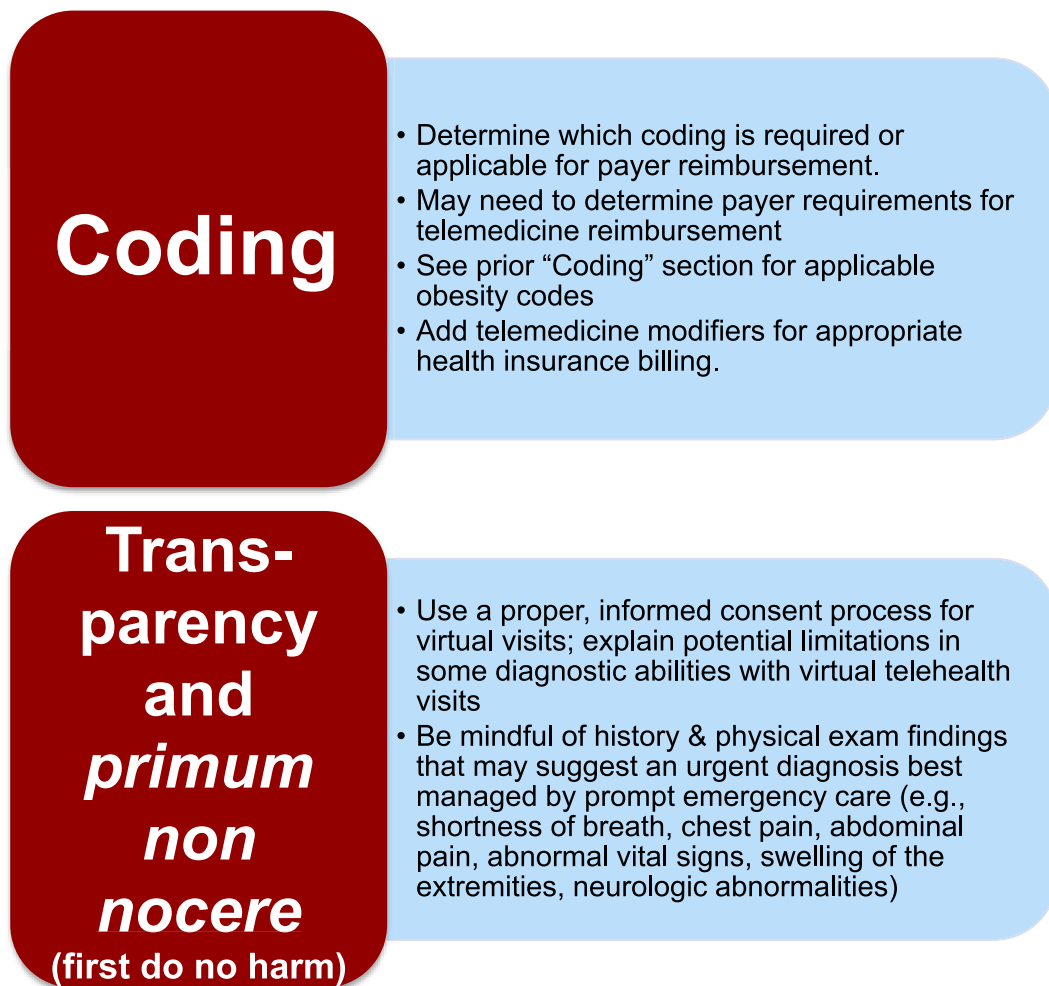 Coding
• Determine which coding is required or
applicable for payer reimbursement.
• May need to determine payer requirements for
telemedicine reimbursement
• See prior “Coding” section for applicable
obesity codes
• Add telemedicine modifiers for appropriate
health insurance billing.
Trans-
parency
and
primum
non
nocere
(first do no harm)
• Use a proper, informed consent process for
virtual visits; explain potential limitations in
some diagnostic abilities with virtual telehealth
visits
• Be mindful of history & physical exam findings
that may suggest an urgent diagnosis best
managed by prompt emergency care (e.g.,
shortness of breath, chest pain, abdominal
pain, abnormal vital signs, swelling of the
extremities, neurologic abnormalities)